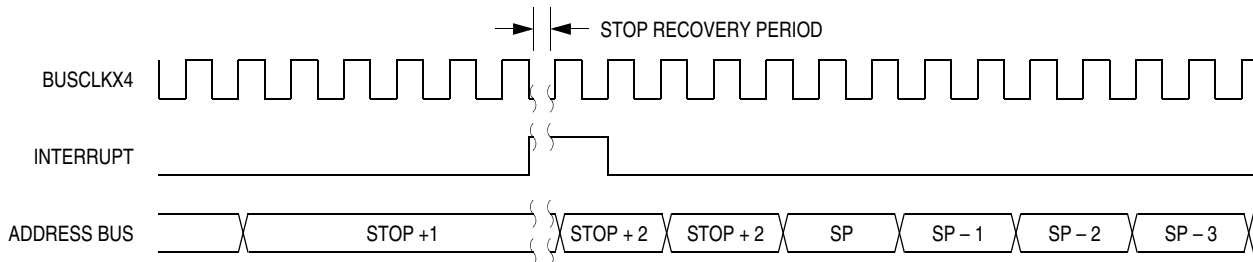 STOP RECOVERY PERIOD
BUSCLKX4
INTERRUPT
ADDRESS BUS STOP +1 STOP + 2 STOP + 2 SP SP – 1 SP – 2 SP – 3